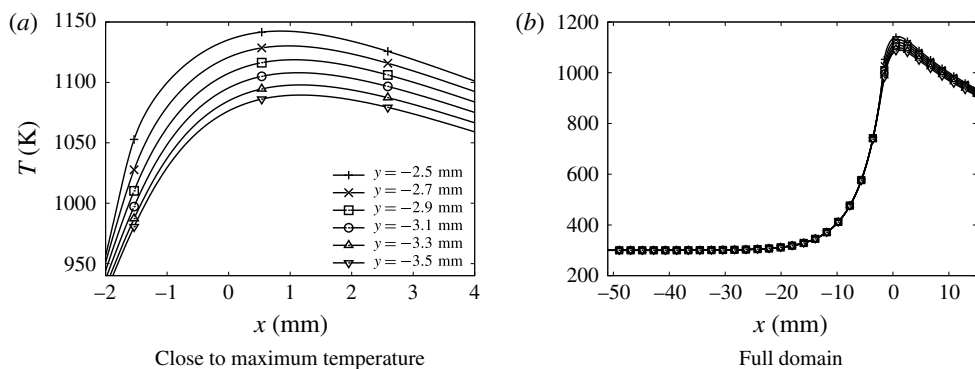 (a)
1150
1100
1050
1000
950
T (K)
y = −2.5 mm
y = −2.7 mm
y = −2.9 mm
y = −3.1 mm
y = −3.3 mm
y = −3.5 mm
−2 −1 0 1 2 3 4
x (mm)
Close to maximum temperature
(b)
1200
1000
800
600
400
200
−50 −40 −30 −20 −10 0 10
x (mm)
Full domain